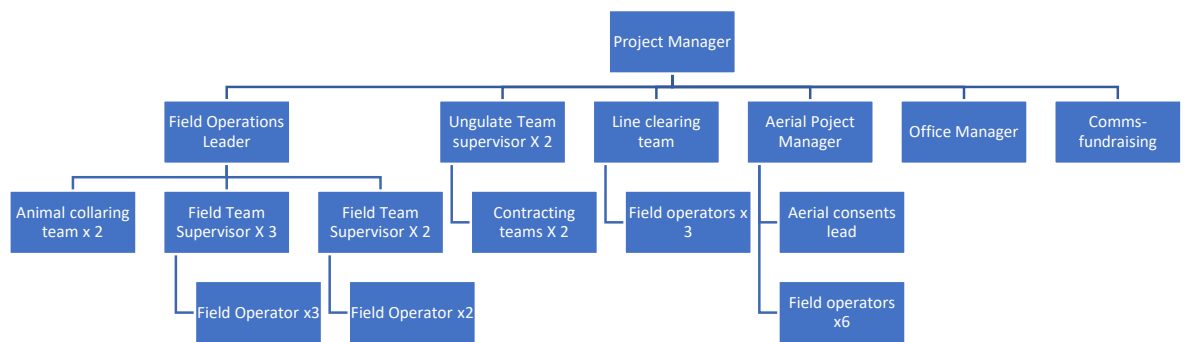 Project Manager
Field Operations
Leader
Ungulate Team
supervisor X 2
Line clearing
team
Aerial Poject
Manager
Office Manager
Comms-
fundraising
Animal collaring
team x 2
Field Team
Supervisor X 3
Field Team
Supervisor X 2
Contracting
teams X 2
Field operators x
3
Aerial consents
lead
Field Operator x3
Field Operator x2
Field operators
x6